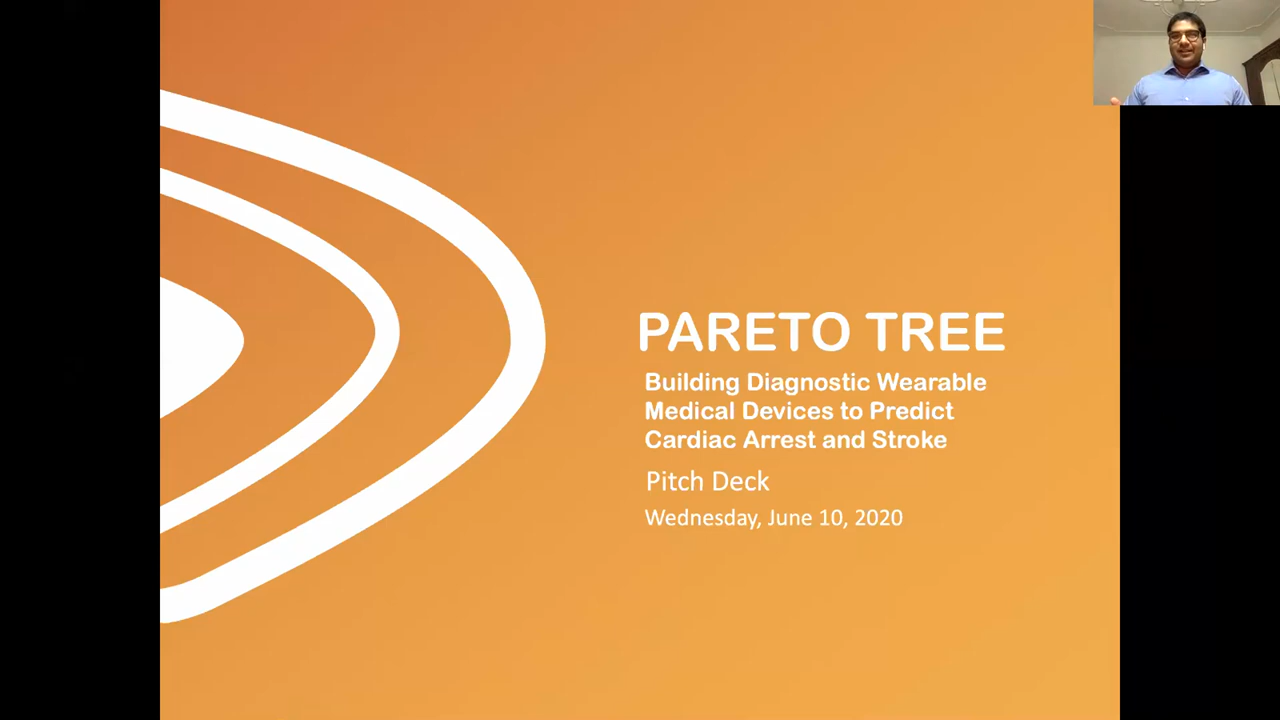 PARETO TREE
Building Diagnostic Wearable
Medical Devices to Predict
Cardiac Arrest and Stroke
Pitch Deck
Wednesday, June 10, 2020